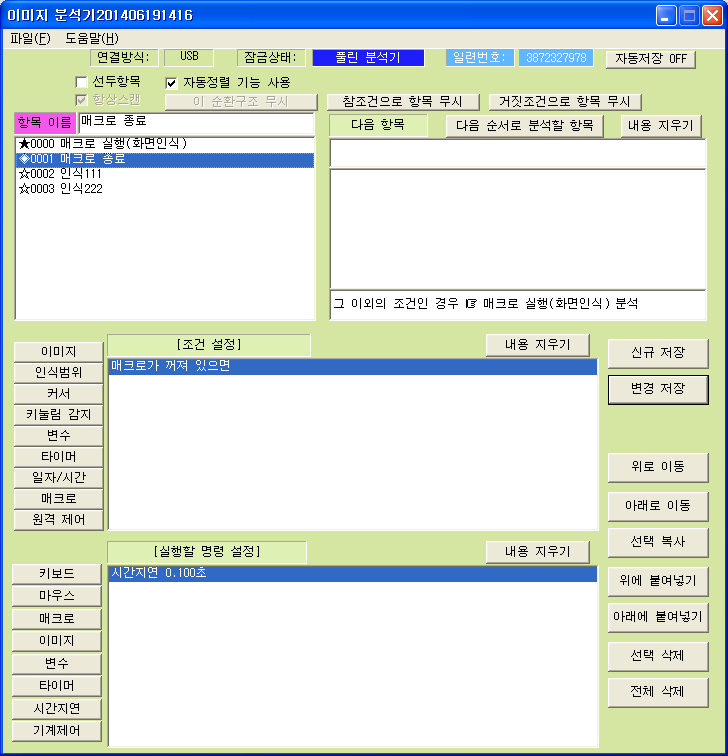 이미지 분석기201406191416
파일(F) 도움말(H)
연결방식: USB 잠금상태: 풀린 분석기 일련번호: 3872327978 자동저장 OFF
선두항목 자동정렬 기능 사용
항상스캔 이 순환구조 무시 참조건으로 항목 무시 거짓조건으로 항목 무시
항목 이름 매크로 종료 다음 항목 다음 순서로 분석할 항목 내용 지우기
★0000 매크로 실행(화면인식)
◈0001 매크로 종료
☆0002 인식111
☆0003 인식222
그 이외의 조건인 경우 ☞ 매크로 실행(화면인식) 분석
[조건 설정] 내용 지우기
매크로가 꺼져 있으면
이미지
인식범위
커서
키눌림 감지
변수
타이머
일자/시간
매크로
원격 제어
신규 저장
변경 저장
위로 이동
아래로 이동
선택 복사
위에 붙여넣기
아래에 붙여넣기
선택 삭제
전체 삭제
[실행할 명령 설정] 내용 지우기
시간지연 0.100초
키보드
마우스
매크로
이미지
변수
타이머
시간지연
기계제어